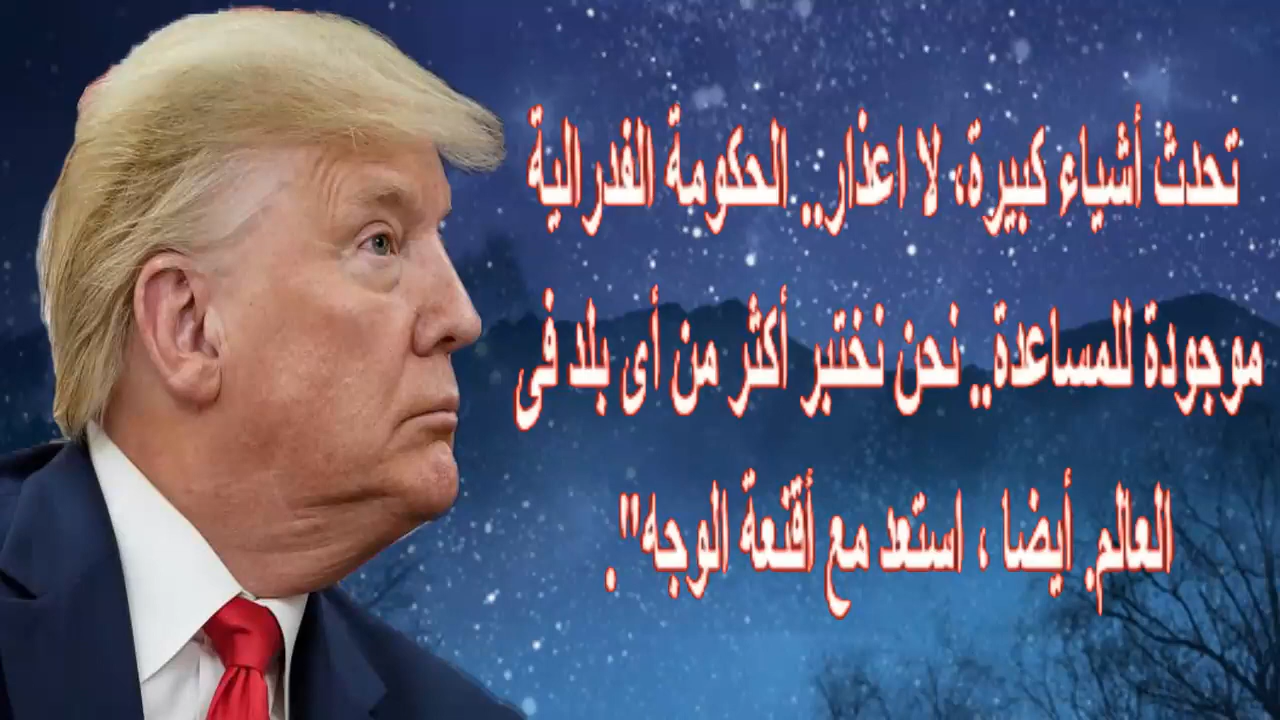 تحدث أشياء كبيرة، لا اعذار.. الحكومة الفدرالية
موجودة للمساعدة.. نحن نختبر أكثر من أى بلد فى
العالم. أيضا ، استعد مع أقنعة الوجه".